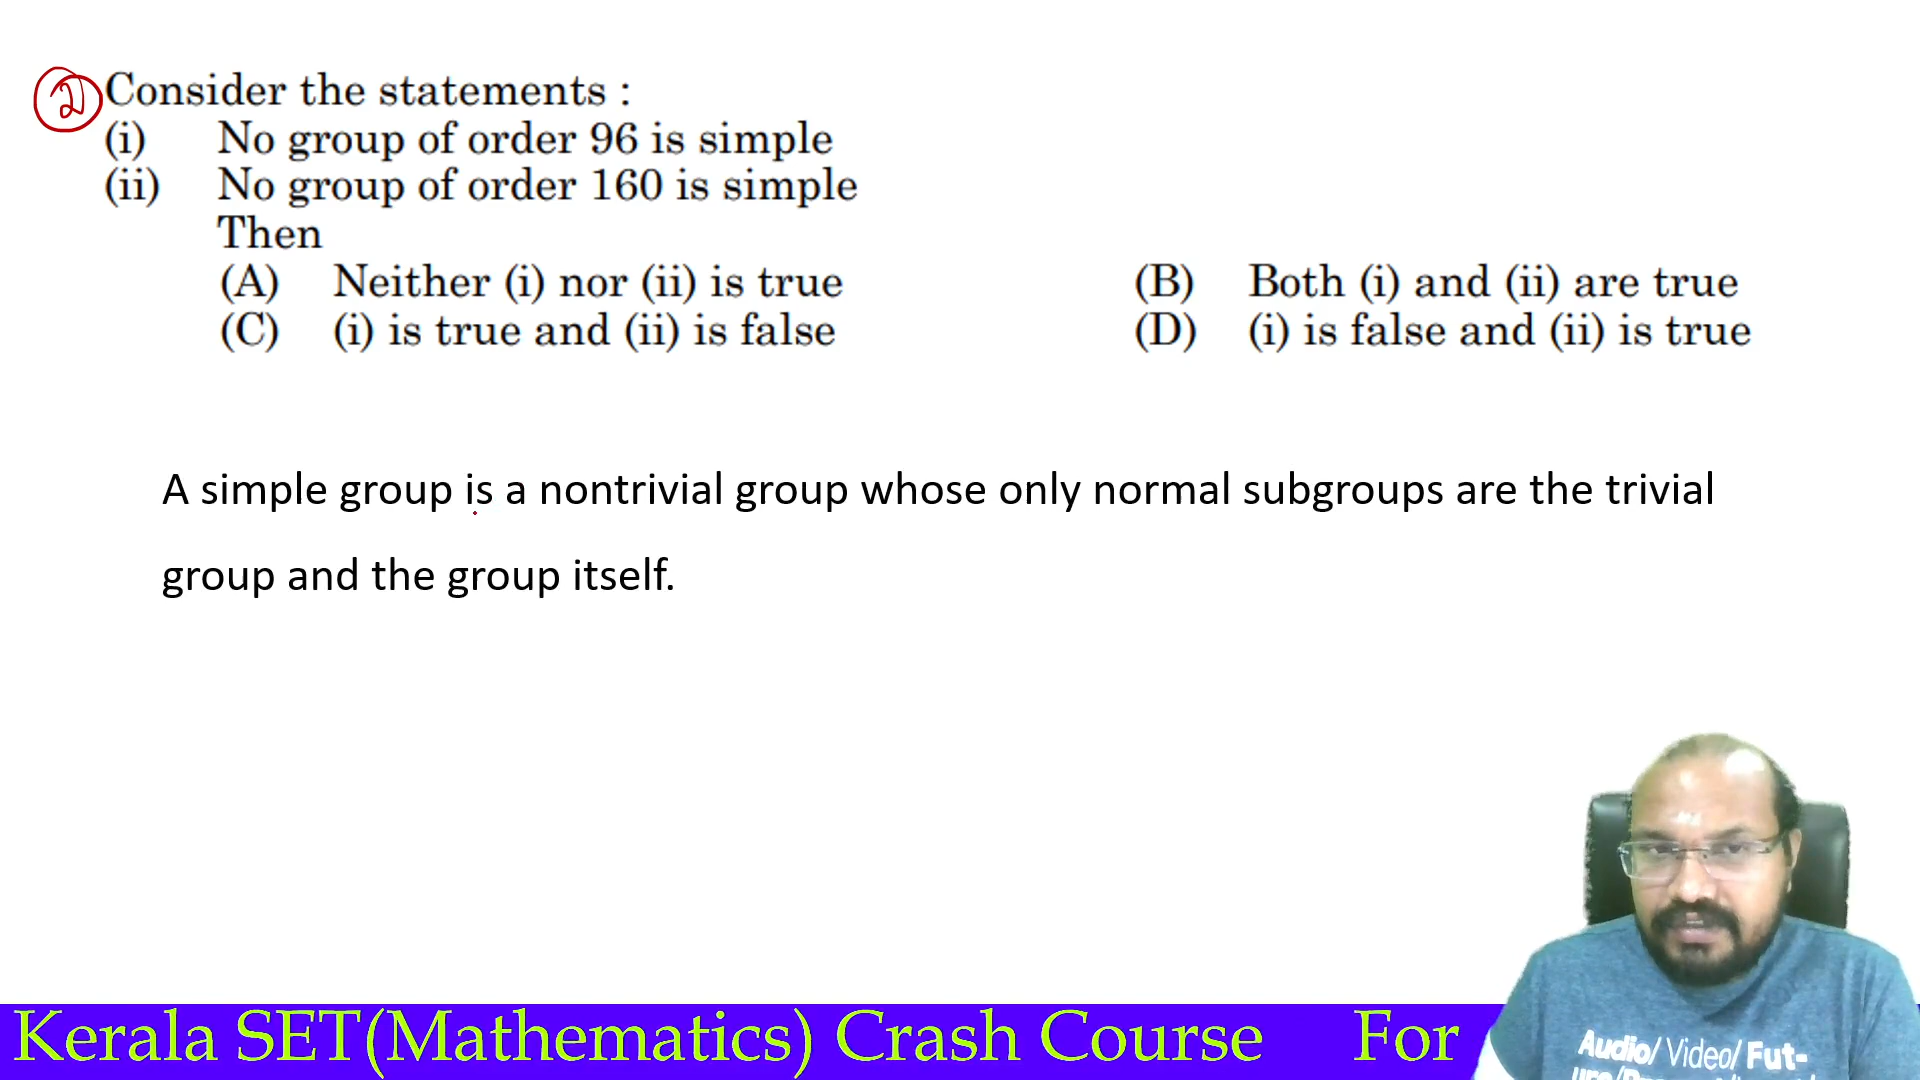 2 Consider the statements :
(i) No group of order 96 is simple
(ii) No group of order 160 is simple
Then
(A) Neither (i) nor (ii) is true (B) Both (i) and (ii) are true
(C) (i) is true and (ii) is false (D) (i) is false and (ii) is true
A simple group is a nontrivial group whose only normal subgroups are the trivial
group and the group itself.
Kerala SET(Mathematics) Crash Course For
Audio/ Video/ Fut-